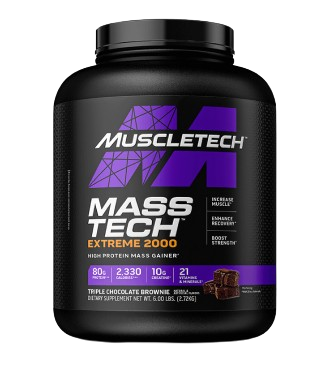 MUSCLETECH™
MASS
TECH®
EXTREME 2000
HIGH PROTEIN MASS GAINER
INCREASE
MUSCLE
ENHANCE
RECOVERY
BOOST
STRENGTH
80G
PROTEIN
2,330
CALORIES
10G
CREATINE
21
VITAMINS
& MINERALS
TRIPLE CHOCOLATE BROWNIE
DIETARY SUPPLEMENT NET WT. 6.00 LBS. (2.72KG)